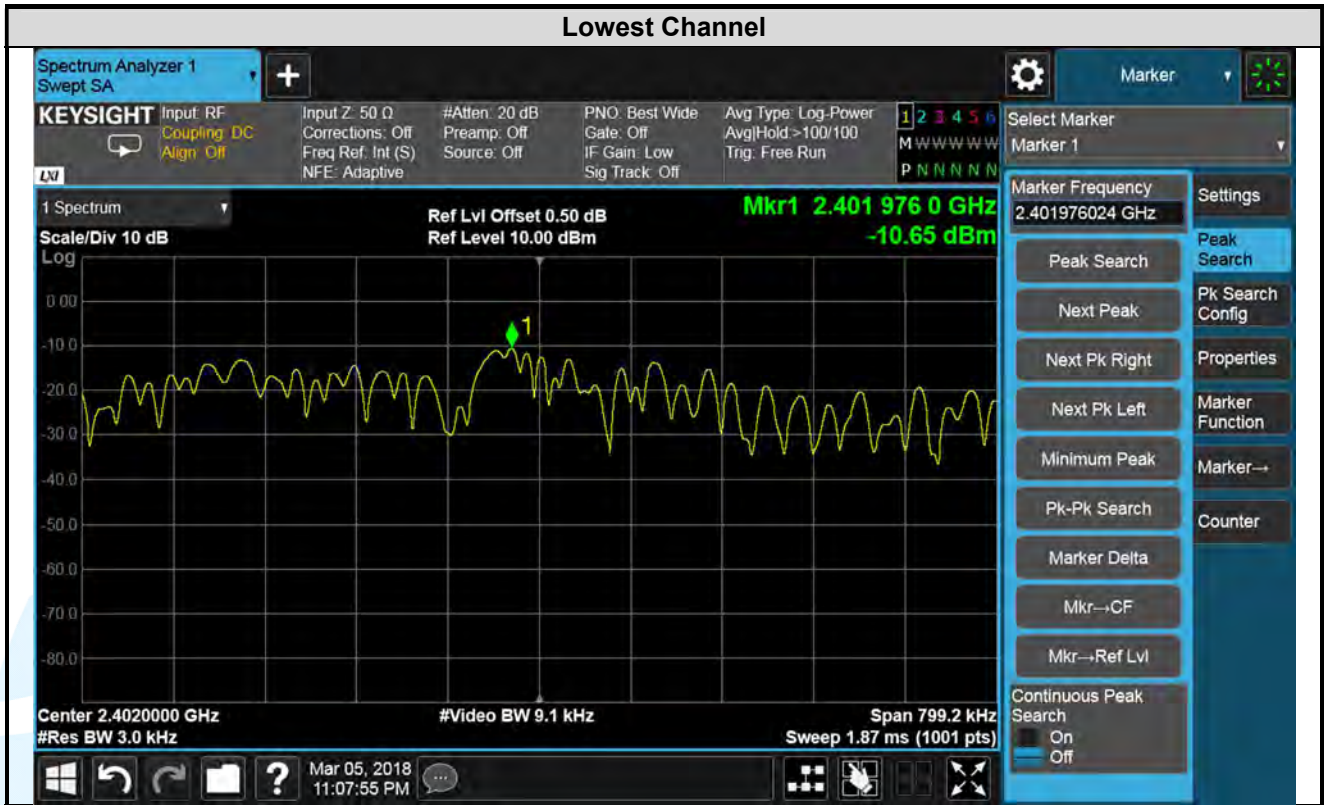 Lowest Channel
Spectrum Analyzer 1
Swept SA
Marker
KEYSIGHT
LXI
Input: RF
Coupling: DC
Align: Off
Input Z: 50 Ω
Corrections: Off
Freq Ref: Int (S)
NFE: Adaptive
#Atten: 20 dB
Preamp: Off
Source: Off
PNO: Best Wide
Gate: Off
IF Gain: Low
Sig Track: Off
Avg Type: Log-Power
Avg|Hold:>100/100
Trig: Free Run
1 2 3 4 5 6
M W W W W W
P N N N N N
1 Spectrum
Scale/Div 10 dB
Ref Lvl Offset 0.50 dB
Ref Level 10.00 dBm
Mkr1 2.401 976 0 GHz
-10.65 dBm
Log
0.00
-10.0
-20.0
-30.0
-40.0
-50.0
-60.0
-70.0
-80.0
1
Center 2.4020000 GHz
#Res BW 3.0 kHz
#Video BW 9.1 kHz
Span 799.2 kHz
Sweep 1.87 ms (1001 pts)
Select Marker
Marker 1
Marker Frequency
2.401976024 GHz
Peak Search
Next Peak
Next Pk Right
Next Pk Left
Minimum Peak
Pk-Pk Search
Marker Delta
Mkr→CF
Mkr→Ref Lvl
Continuous Peak
Search
On
Off
Settings
Peak
Search
Pk Search
Config
Properties
Marker
Function
Marker→
Counter
?
Mar 05, 2018
11:07:55 PM